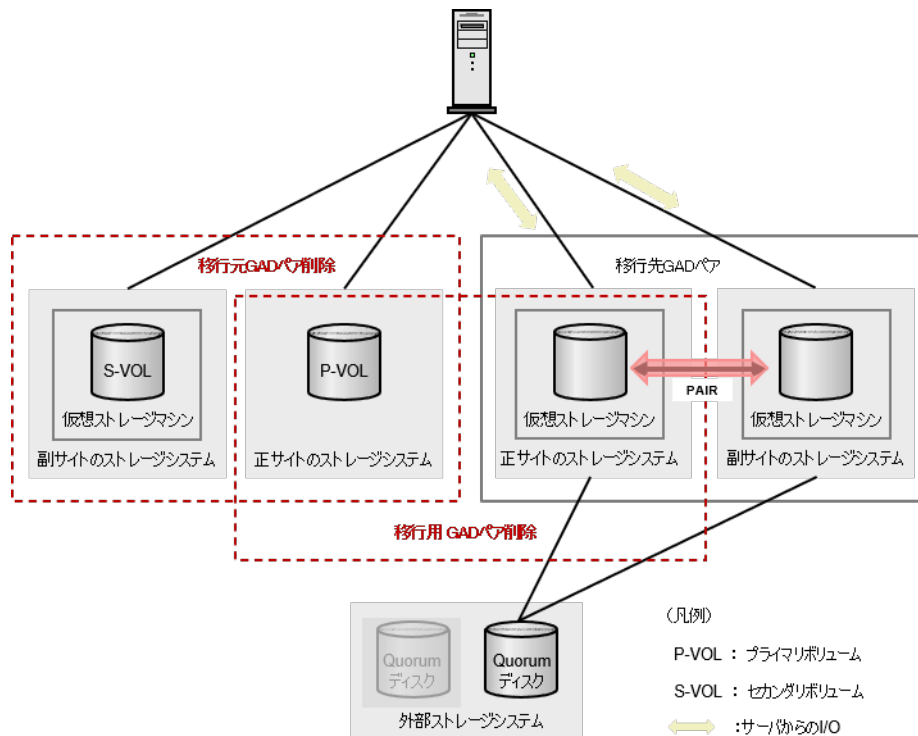 移行元GADペア削除
移行先GADペア
S-VOL
仮想ストレージマシン
副サイトのストレージシステム
P-VOL
正サイトのストレージシステム
仮想ストレージマシン
正サイトのストレージシステム
PAIR
仮想ストレージマシン
副サイトのストレージシステム
移行用 GADペア削除
Quorum
ディスク
Quorum
ディスク
外部ストレージシステム
(凡例)
P-VOL : プライマリボリューム
S-VOL : セカンダリボリューム
:サーバからのI/O